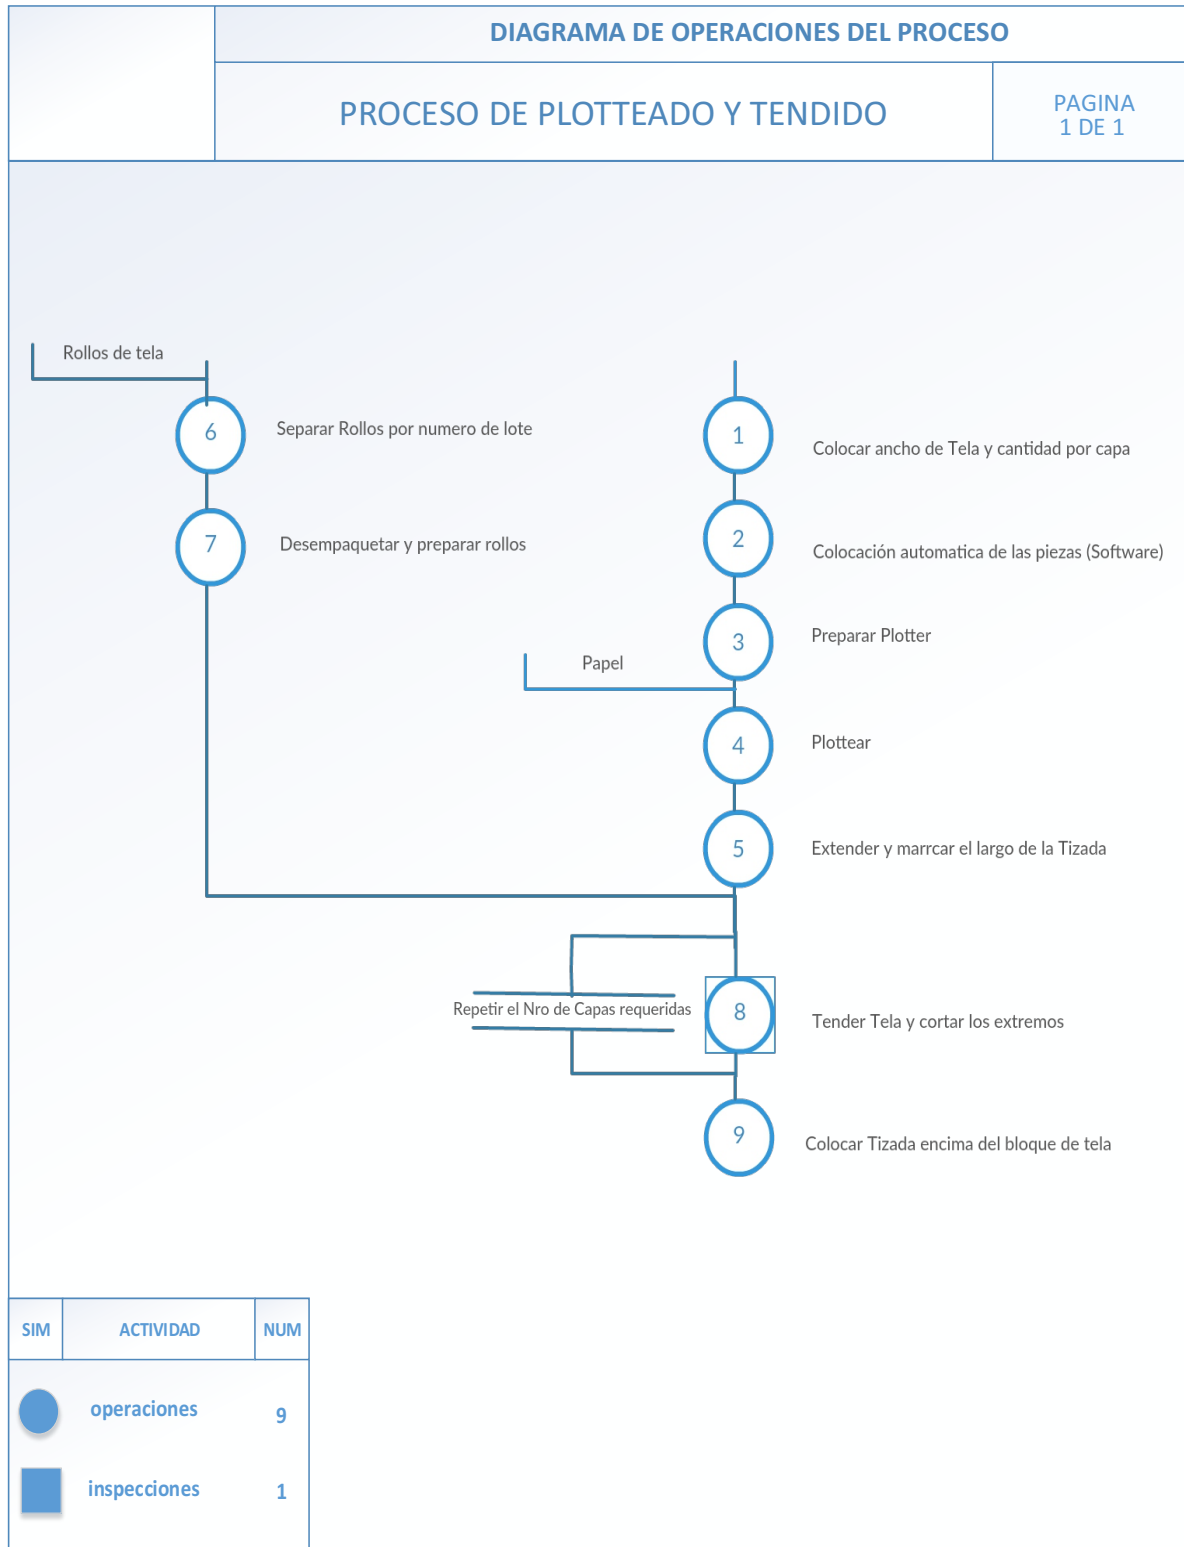 DIAGRAMA DE OPERACIONES DEL PROCESO
PROCESO DE PLOTTEADO Y TENDIDO
PAGINA
1 DE 1
Rollos de tela
6
Separar Rollos por numero de lote
1
Colocar ancho de Tela y cantidad por capa
7
Desempaquetar y preparar rollos
2
Colocación automatica de las piezas (Software)
3
Preparar Plotter
Papel
4
Plottear
5
Extender y marrcar el largo de la Tizada
Repetir el Nro de Capas requeridas
8
Tender Tela y cortar los extremos
9
Colocar Tizada encima del bloque de tela
SIM ACTIVIDAD NUM
operaciones 9
inspecciones 1